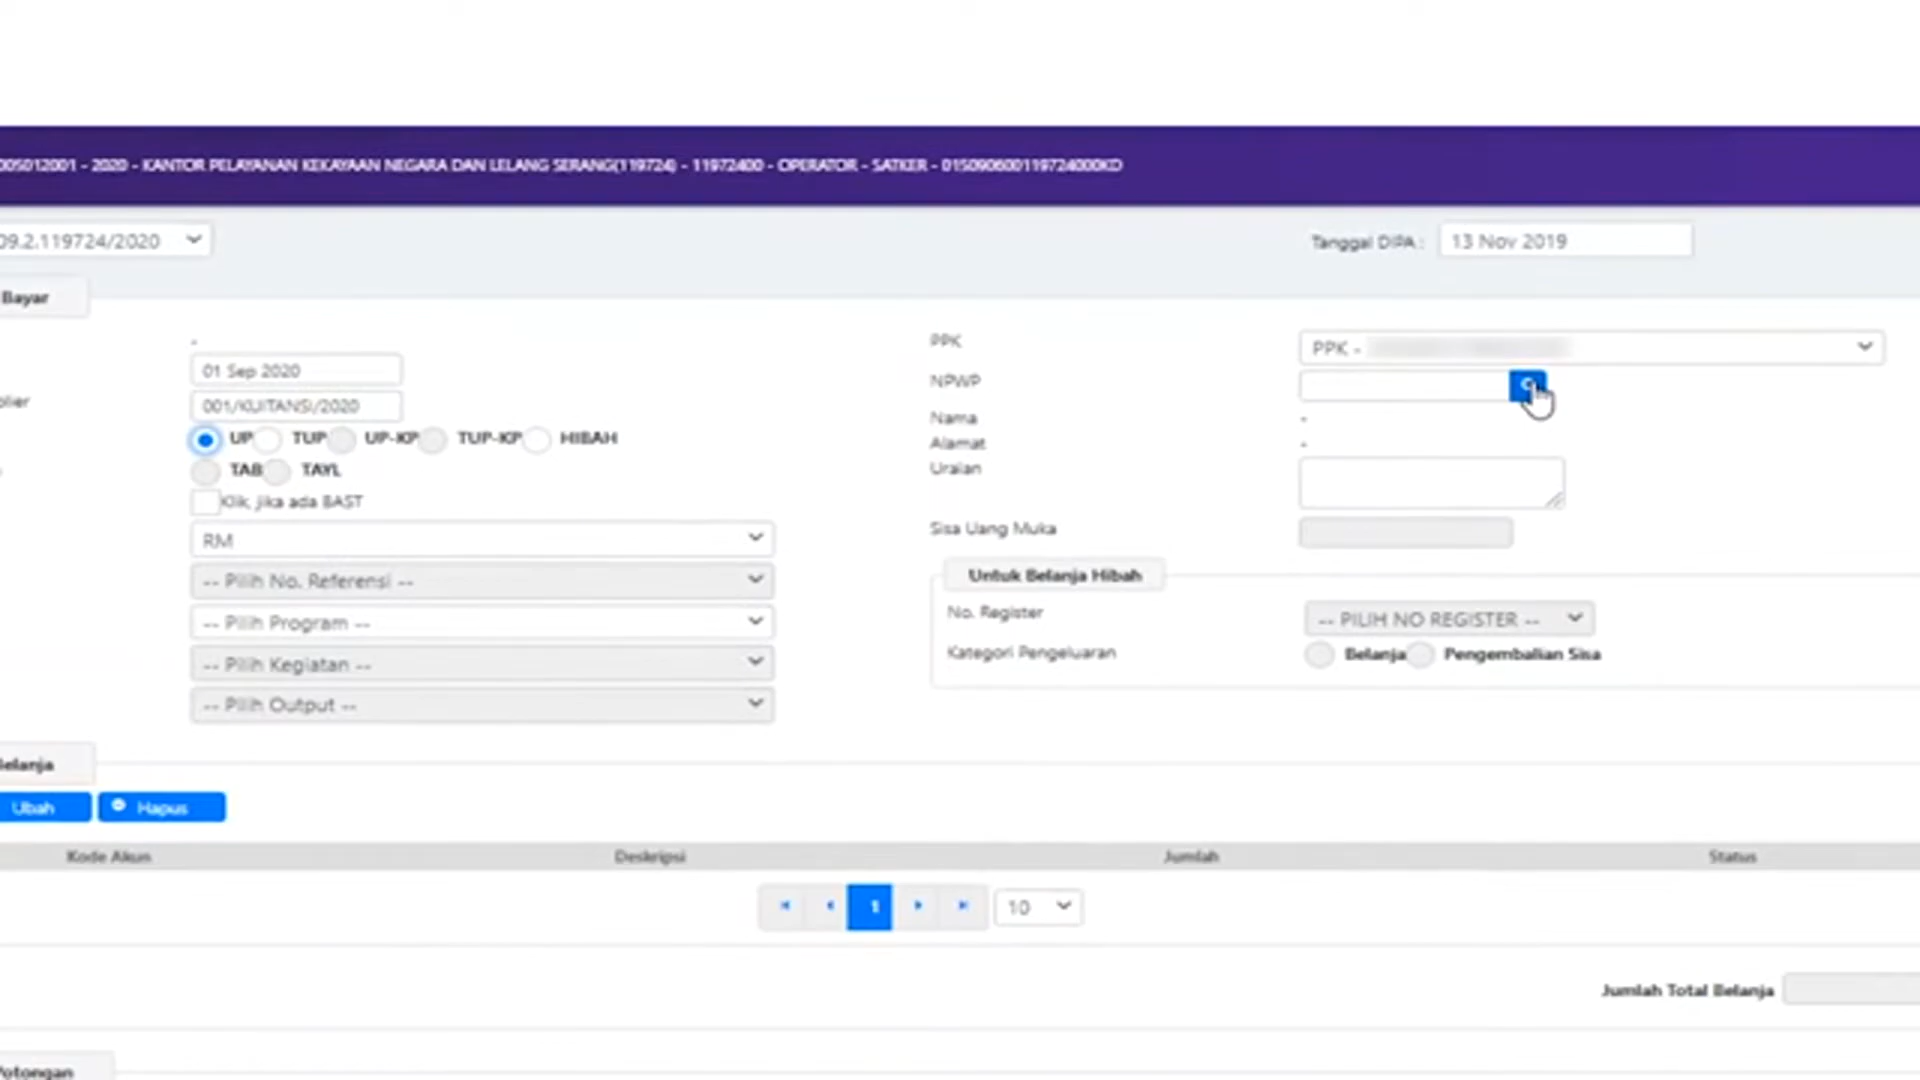 005012001 - 2020 - KANTOR PELAYANAN KEKAYAAN NEGARA DAN LELANG SERANG(119724) - 11972400 - OPERATOR - SATKER - 015090600119724000KD
09.2.119724/2020
Tanggal DIPA : 13 Nov 2019
Bayar
-
01 Sep 2020
plier
001/KUITANSI/2020
UP TUP UP-KP TUP-KP HIBAH
TAB TAYL
Klik, jika ada BAST
RM
-- Pilih No. Referensi --
-- Pilih Program --
-- Pilih Kegiatan --
-- Pilih Output --
PPK PPK -
NPWP
Nama -
Alamat -
Uraian
Sisa Uang Muka
Untuk Belanja Hibah
No. Register -- PILIH NO REGISTER --
Kategori Pengeluaran Belanja Pengembalian Sisa
Belanja
Ubah Hapus
Kode Akun Deskripsi Jumlah Status
1 10
Jumlah Total Belanja
Potongan